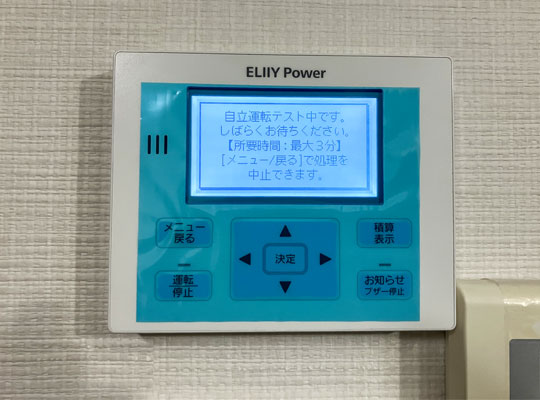 ELIIY Power
自立運転テスト中です。
しばらくお待ちください。
【所要時間：最大3分】
[メニュー/戻る]で処理を
中止できます。
メニュー
戻る
積算
表示
決定
運転
停止
お知らせ
ブザー停止